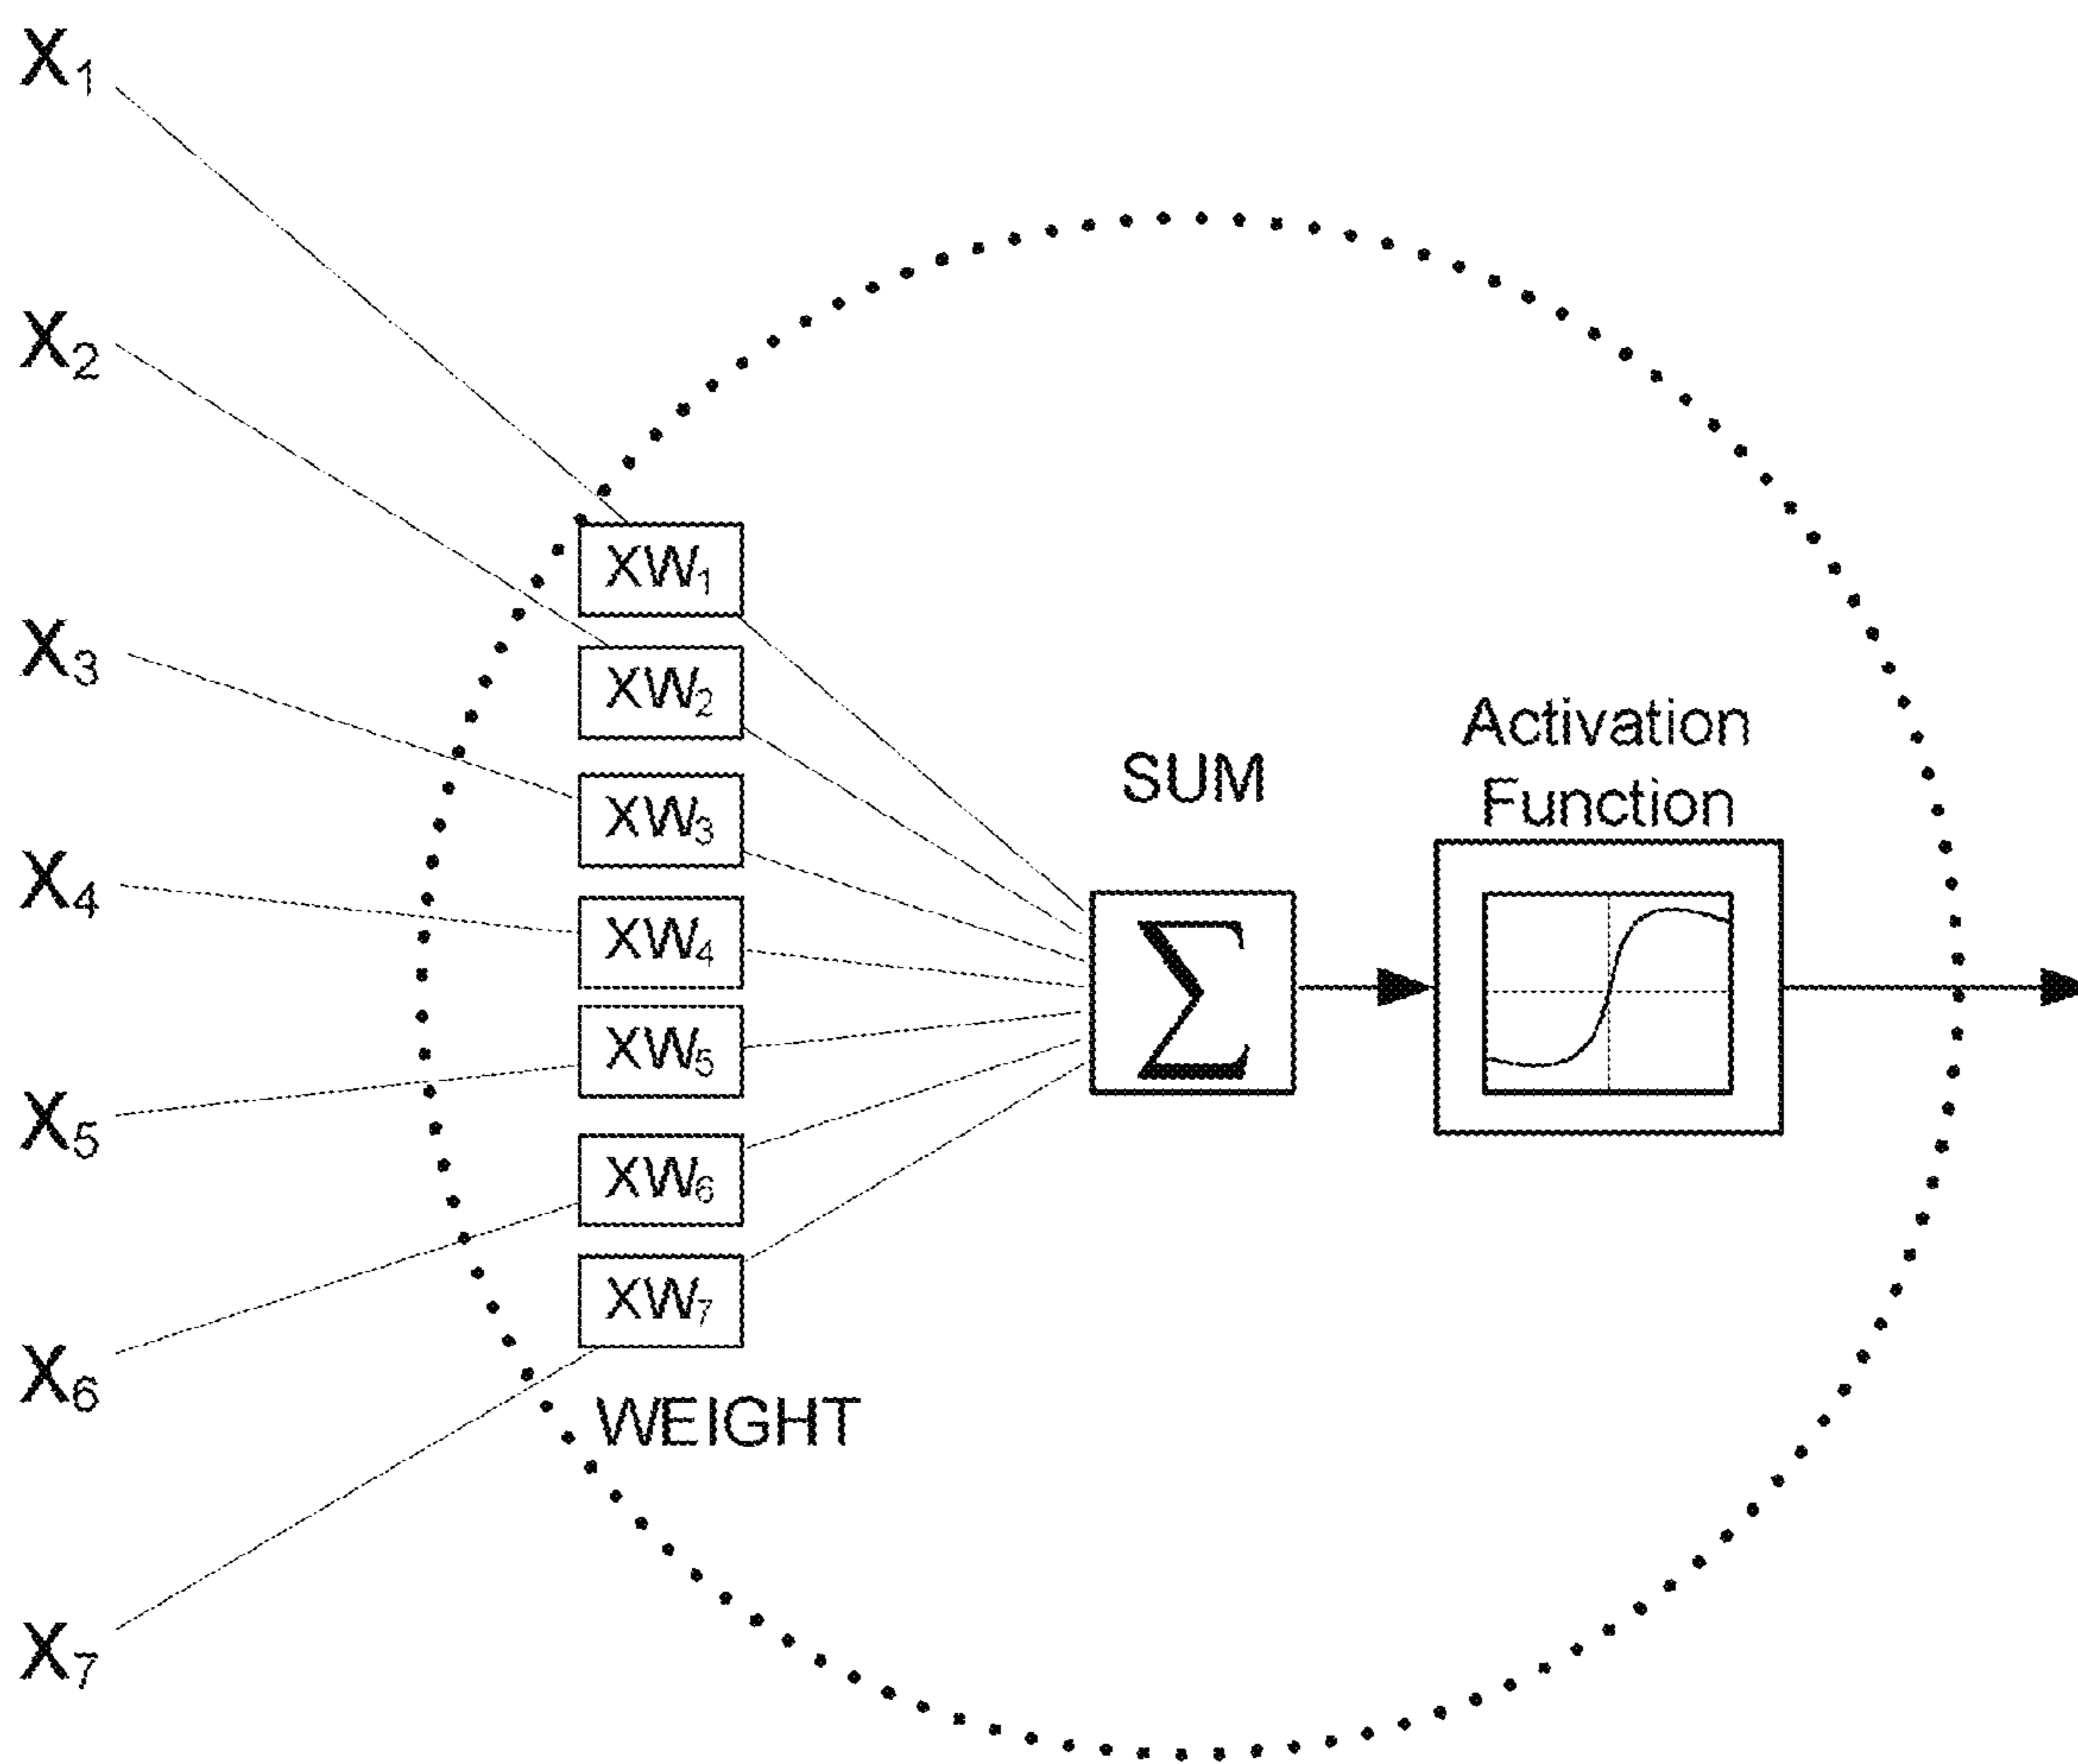 X₁
X₂
X₃
X₄
X₅
X₆
X₇
XW₁
XW₂
XW₃
XW₄
XW₅
XW₆
XW₇
WEIGHT
SUM
Σ
Activation
Function